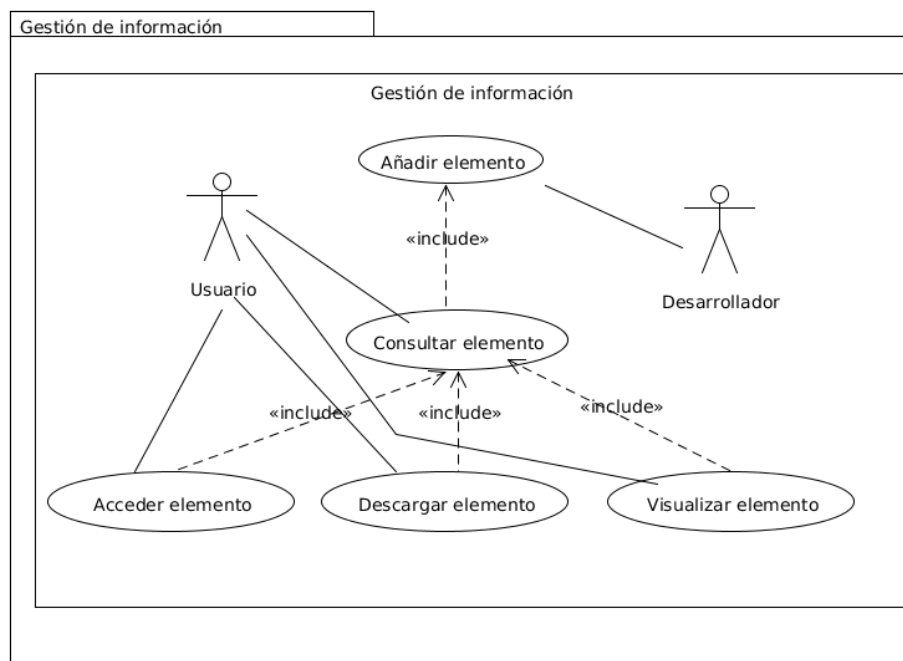 Gestión de información
Gestión de información
Añadir elemento
«include»
Usuario
Desarrollador
Consultar elemento
«include»
«include»
«include»
Acceder elemento
Descargar elemento
Visualizar elemento